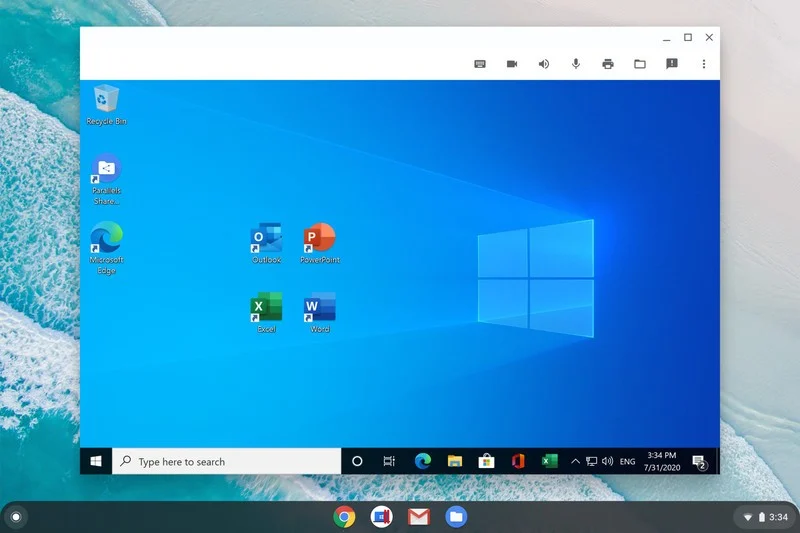 Recycle Bin
Parallels
Share...
Microsoft
Edge
Outlook
PowerPoint
Excel
Word
Type here to search
ENG
3:34 PM
7/31/2020
2
3:34